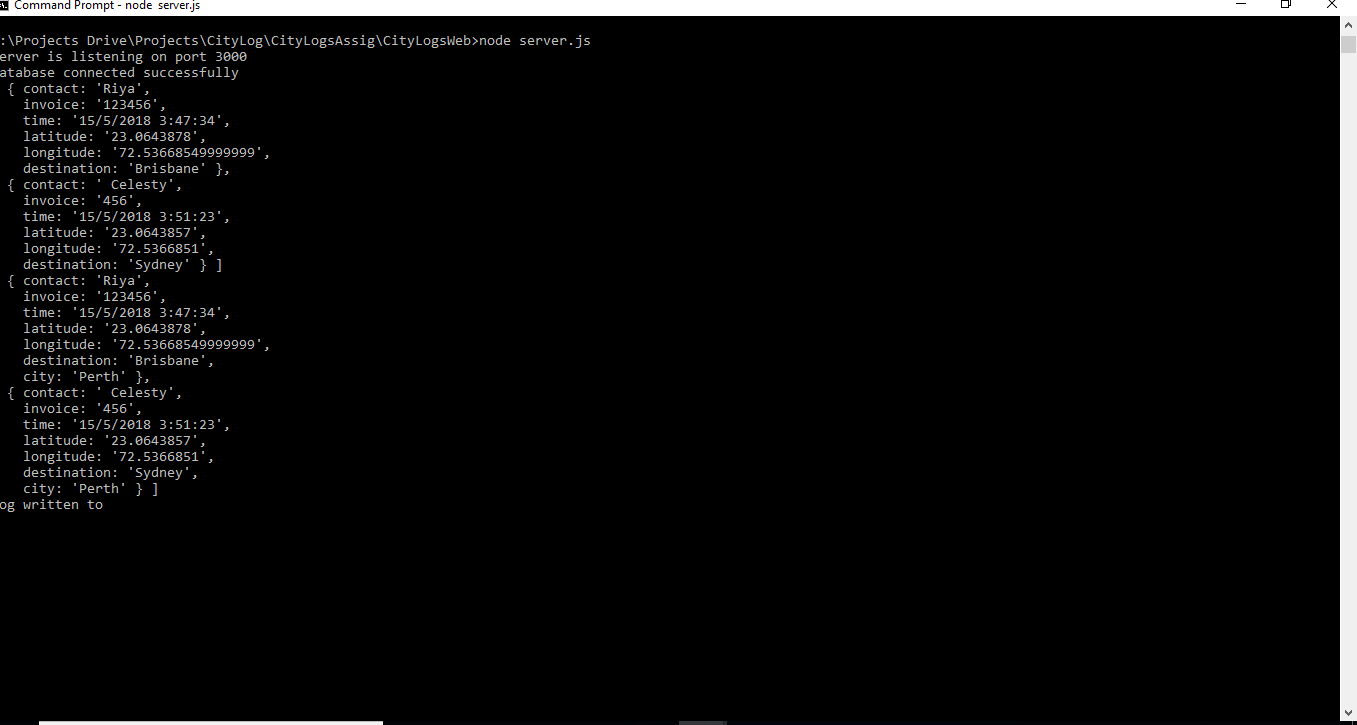 Command Prompt - node  server.js
:\Projects Drive\Projects\CityLog\CityLogsAssig\CityLogsWeb>node server.js
erver is listening on port 3000
atabase connected successfully
{ contact: 'Riya',
invoice: '123456',
time: '15/5/2018 3:47:34',
latitude: '23.0643878',
longitude: '72.53668549999999',
destination: 'Brisbane' },
{ contact: ' Celesty',
invoice: '456',
time: '15/5/2018 3:51:23',
latitude: '23.0643857',
longitude: '72.5366851',
destination: 'Sydney' } ]
{ contact: 'Riya',
invoice: '123456',
time: '15/5/2018 3:47:34',
latitude: '23.0643878',
longitude: '72.53668549999999',
destination: 'Brisbane',
city: 'Perth' },
{ contact: ' Celesty',
invoice: '456',
time: '15/5/2018 3:51:23',
latitude: '23.0643857',
longitude: '72.5366851',
destination: 'Sydney',
city: 'Perth' } ]
og written to